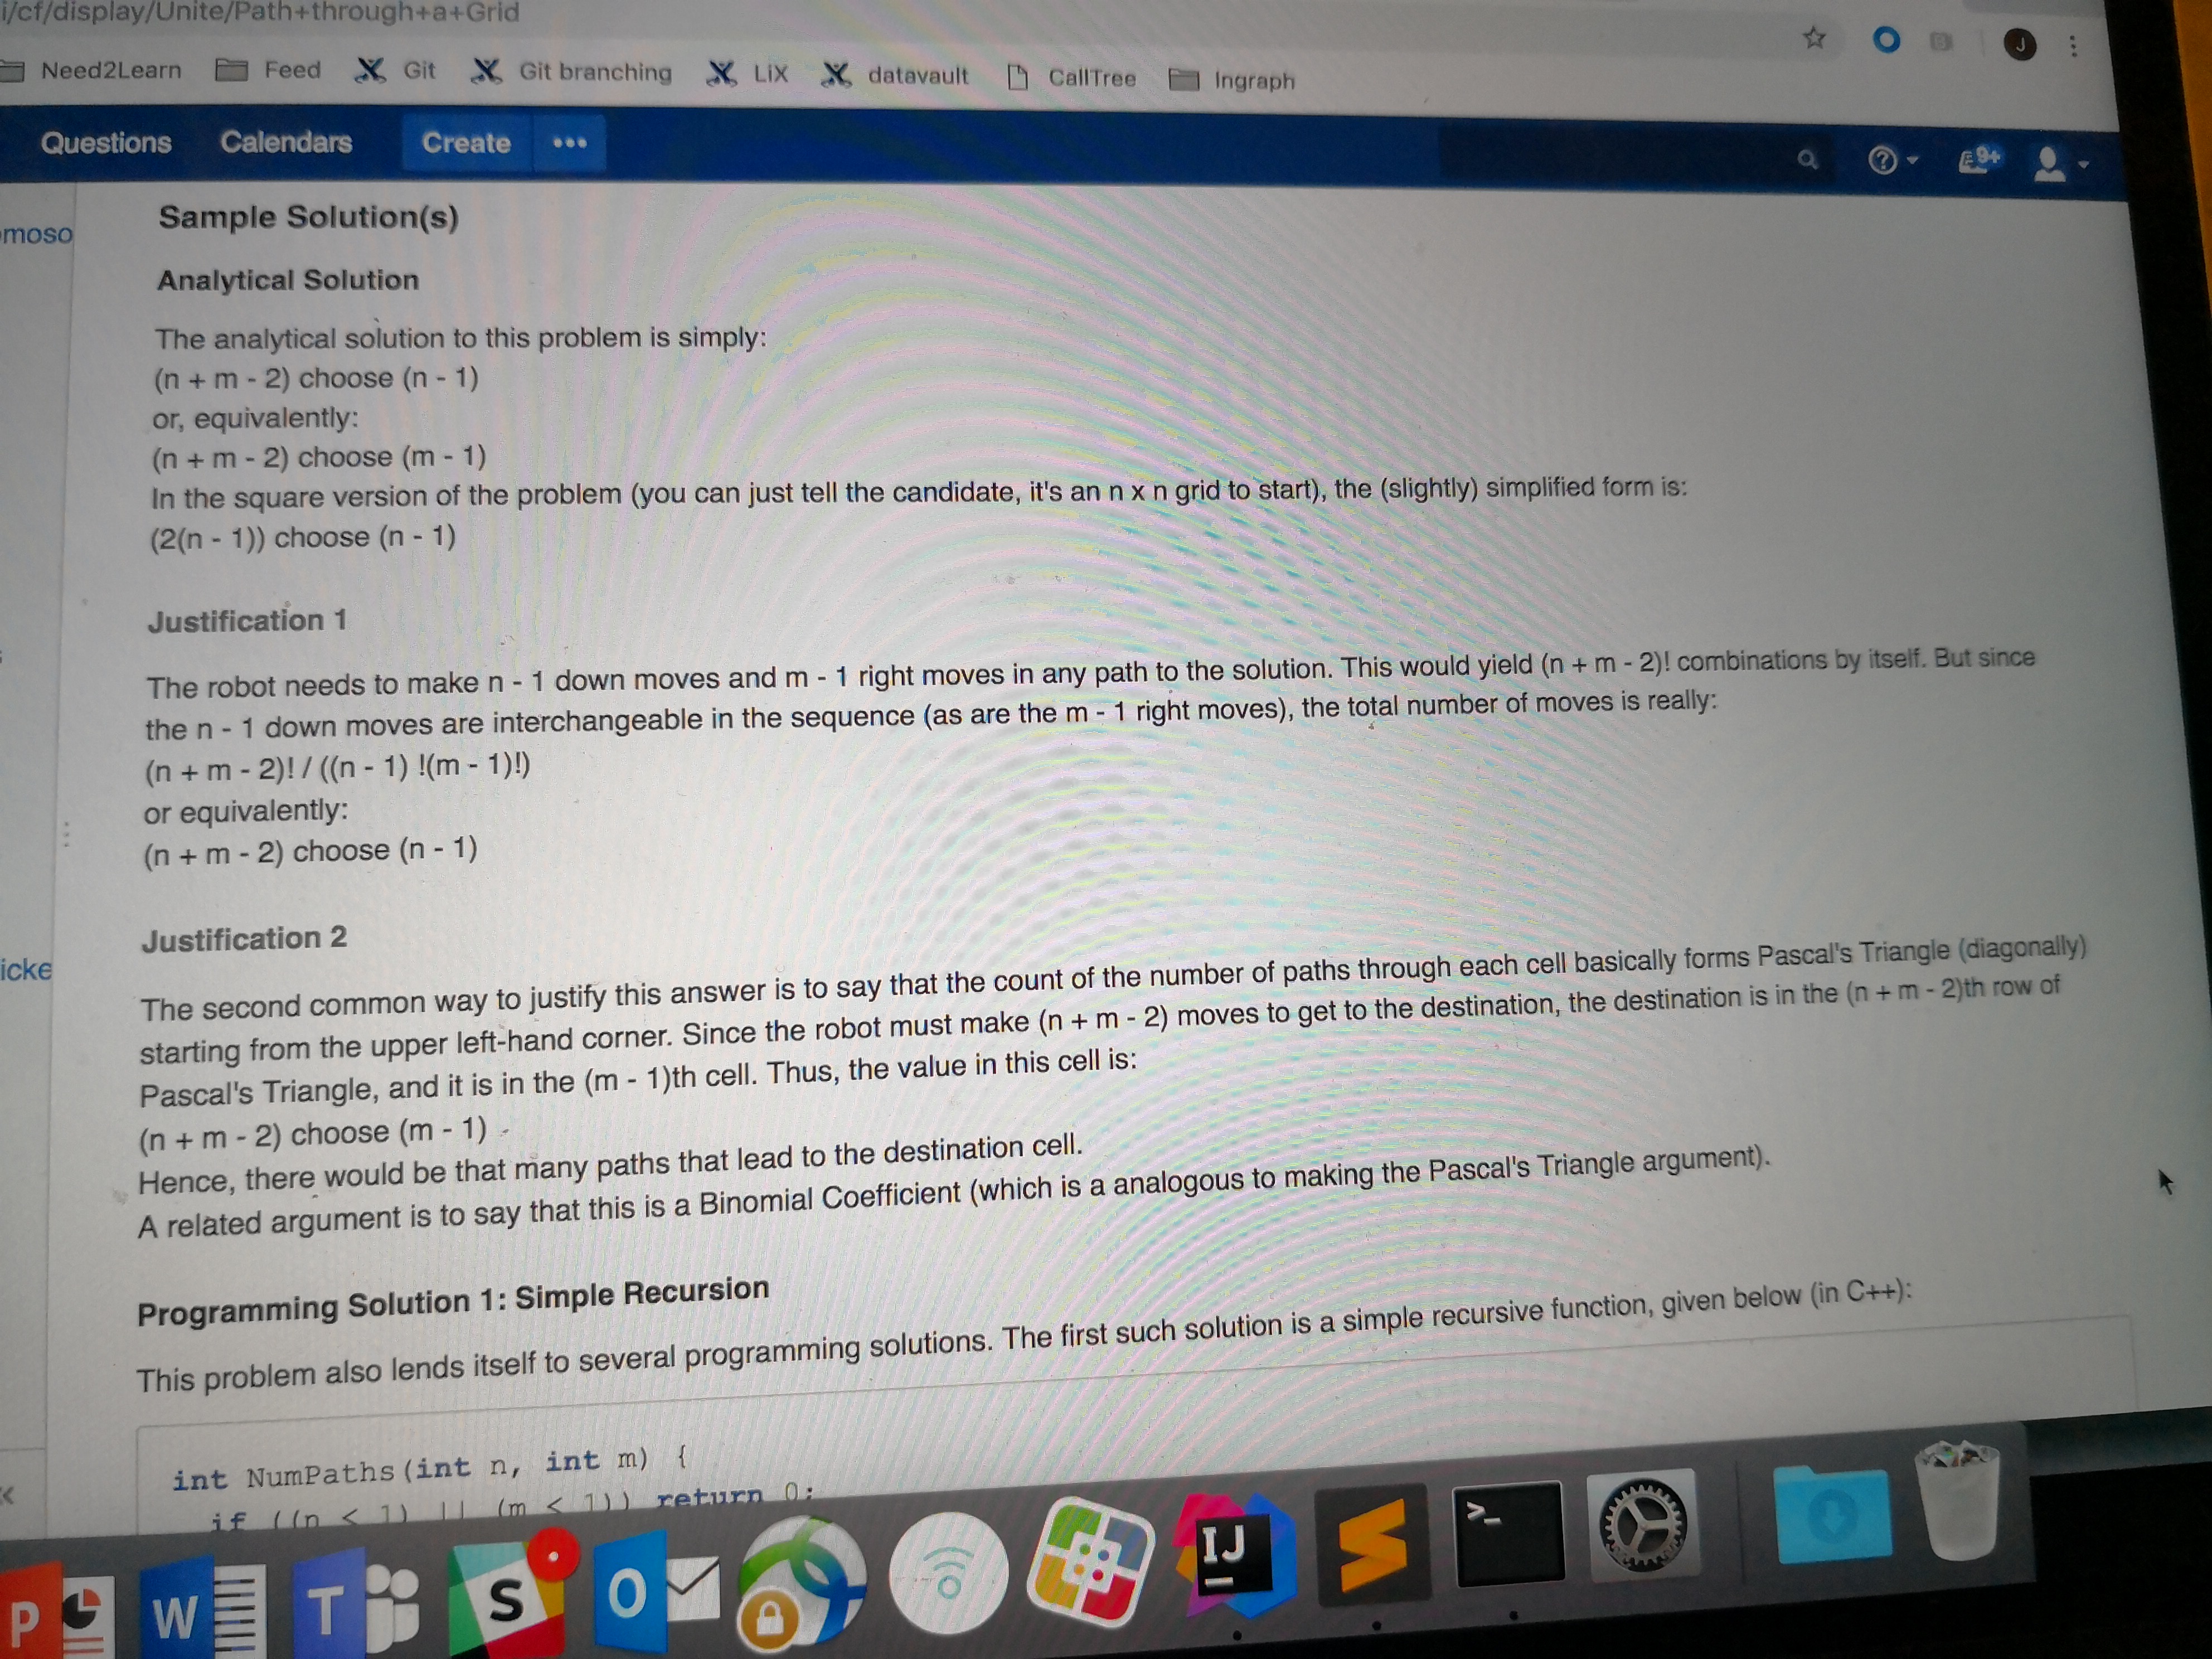 i/cf/display/Unite/Path+through+a+Grid
Need2Learn Feed Git Git branching LiX datavault CallTree Ingraph
J
Questions Calendars Create •••
9+
moso
Sample Solution(s)
Analytical Solution
The analytical solution to this problem is simply:
(n + m - 2) choose (n - 1)
or, equivalently:
(n + m - 2) choose (m - 1)
In the square version of the problem (you can just tell the candidate, it's an n x n grid to start), the (slightly) simplified form is:
(2(n - 1)) choose (n - 1)
Justification 1
The robot needs to make n - 1 down moves and m - 1 right moves in any path to the solution. This would yield (n + m - 2)! combinations by itself. But since
the n - 1 down moves are interchangeable in the sequence (as are the m - 1 right moves), the total number of moves is really:
(n + m - 2)! / ((n - 1) !(m - 1)!)
or equivalently:
(n + m - 2) choose (n - 1)
Justification 2
icke
The second common way to justify this answer is to say that the count of the number of paths through each cell basically forms Pascal's Triangle (diagonally)
starting from the upper left-hand corner. Since the robot must make (n + m - 2) moves to get to the destination, the destination is in the (n + m - 2)th row of
Pascal's Triangle, and it is in the (m - 1)th cell. Thus, the value in this cell is:
(n + m - 2) choose (m - 1)
Hence, there would be that many paths that lead to the destination cell.
A related argument is to say that this is a Binomial Coefficient (which is a analogous to making the Pascal's Triangle argument).
Programming Solution 1: Simple Recursion
This problem also lends itself to several programming solutions. The first such solution is a simple recursive function, given below (in C++):
int NumPaths(int n, int m) {
if ((n < 1) || (m < 1)) return 0;
P W T S O IJ >_